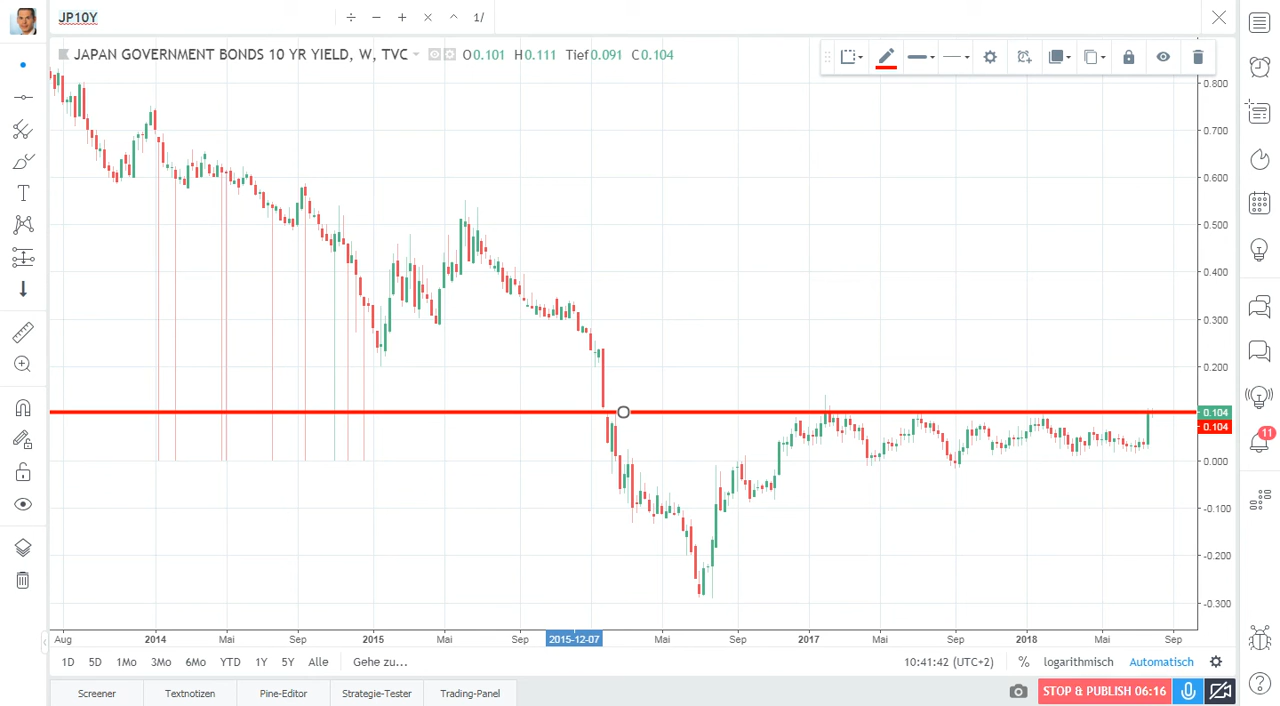 JP10Y ÷ − + × ^ 1/
JAPAN GOVERNMENT BONDS 10 YR YIELD, W, TVC O0.101 H0.111 Tief0.091 C0.104
0.800
0.700
0.600
0.500
0.400
0.300
0.200
0.104
0.104
0.000
-0.100
-0.200
-0.300
11
Aug 2014 Mai Sep 2015 Mai Sep 2015-12-07 Mai Sep 2017 Mai Sep 2018 Mai Sep
1D 5D 1Mo 3Mo 6Mo YTD 1Y 5Y Alle Gehe zu... 10:41:42 (UTC+2) % logarithmisch Automatisch
Screener Textnotizen Pine-Editor Strategie-Tester Trading-Panel STOP & PUBLISH 06:16